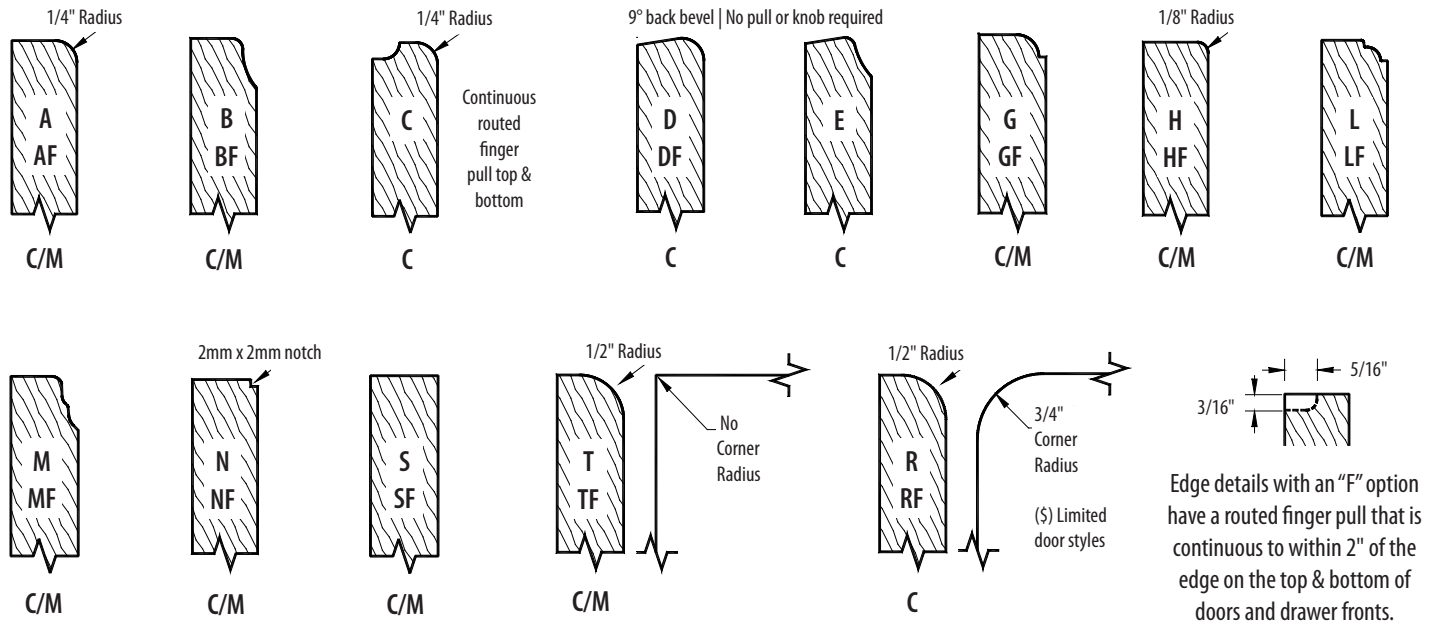 1/4" Radius
1/4" Radius
9° back bevel | No pull or knob required
1/8" Radius
A
AF
B
BF
C
Continuous
routed
finger
pull top &
bottom
D
DF
E
G
GF
H
HF
L
LF
C/M
C/M
C
C
C
C/M
C/M
C/M
2mm x 2mm notch
1/2" Radius
1/2" Radius
5/16"
3/16"
M
MF
N
NF
S
SF
T
TF
No
Corner
Radius
R
RF
3/4"
Corner
Radius
($) Limited
door styles
Edge details with an “F” option
have a routed finger pull that is
continuous to within 2" of the
edge on the top & bottom of
doors and drawer fronts.
C/M
C/M
C/M
C/M
C